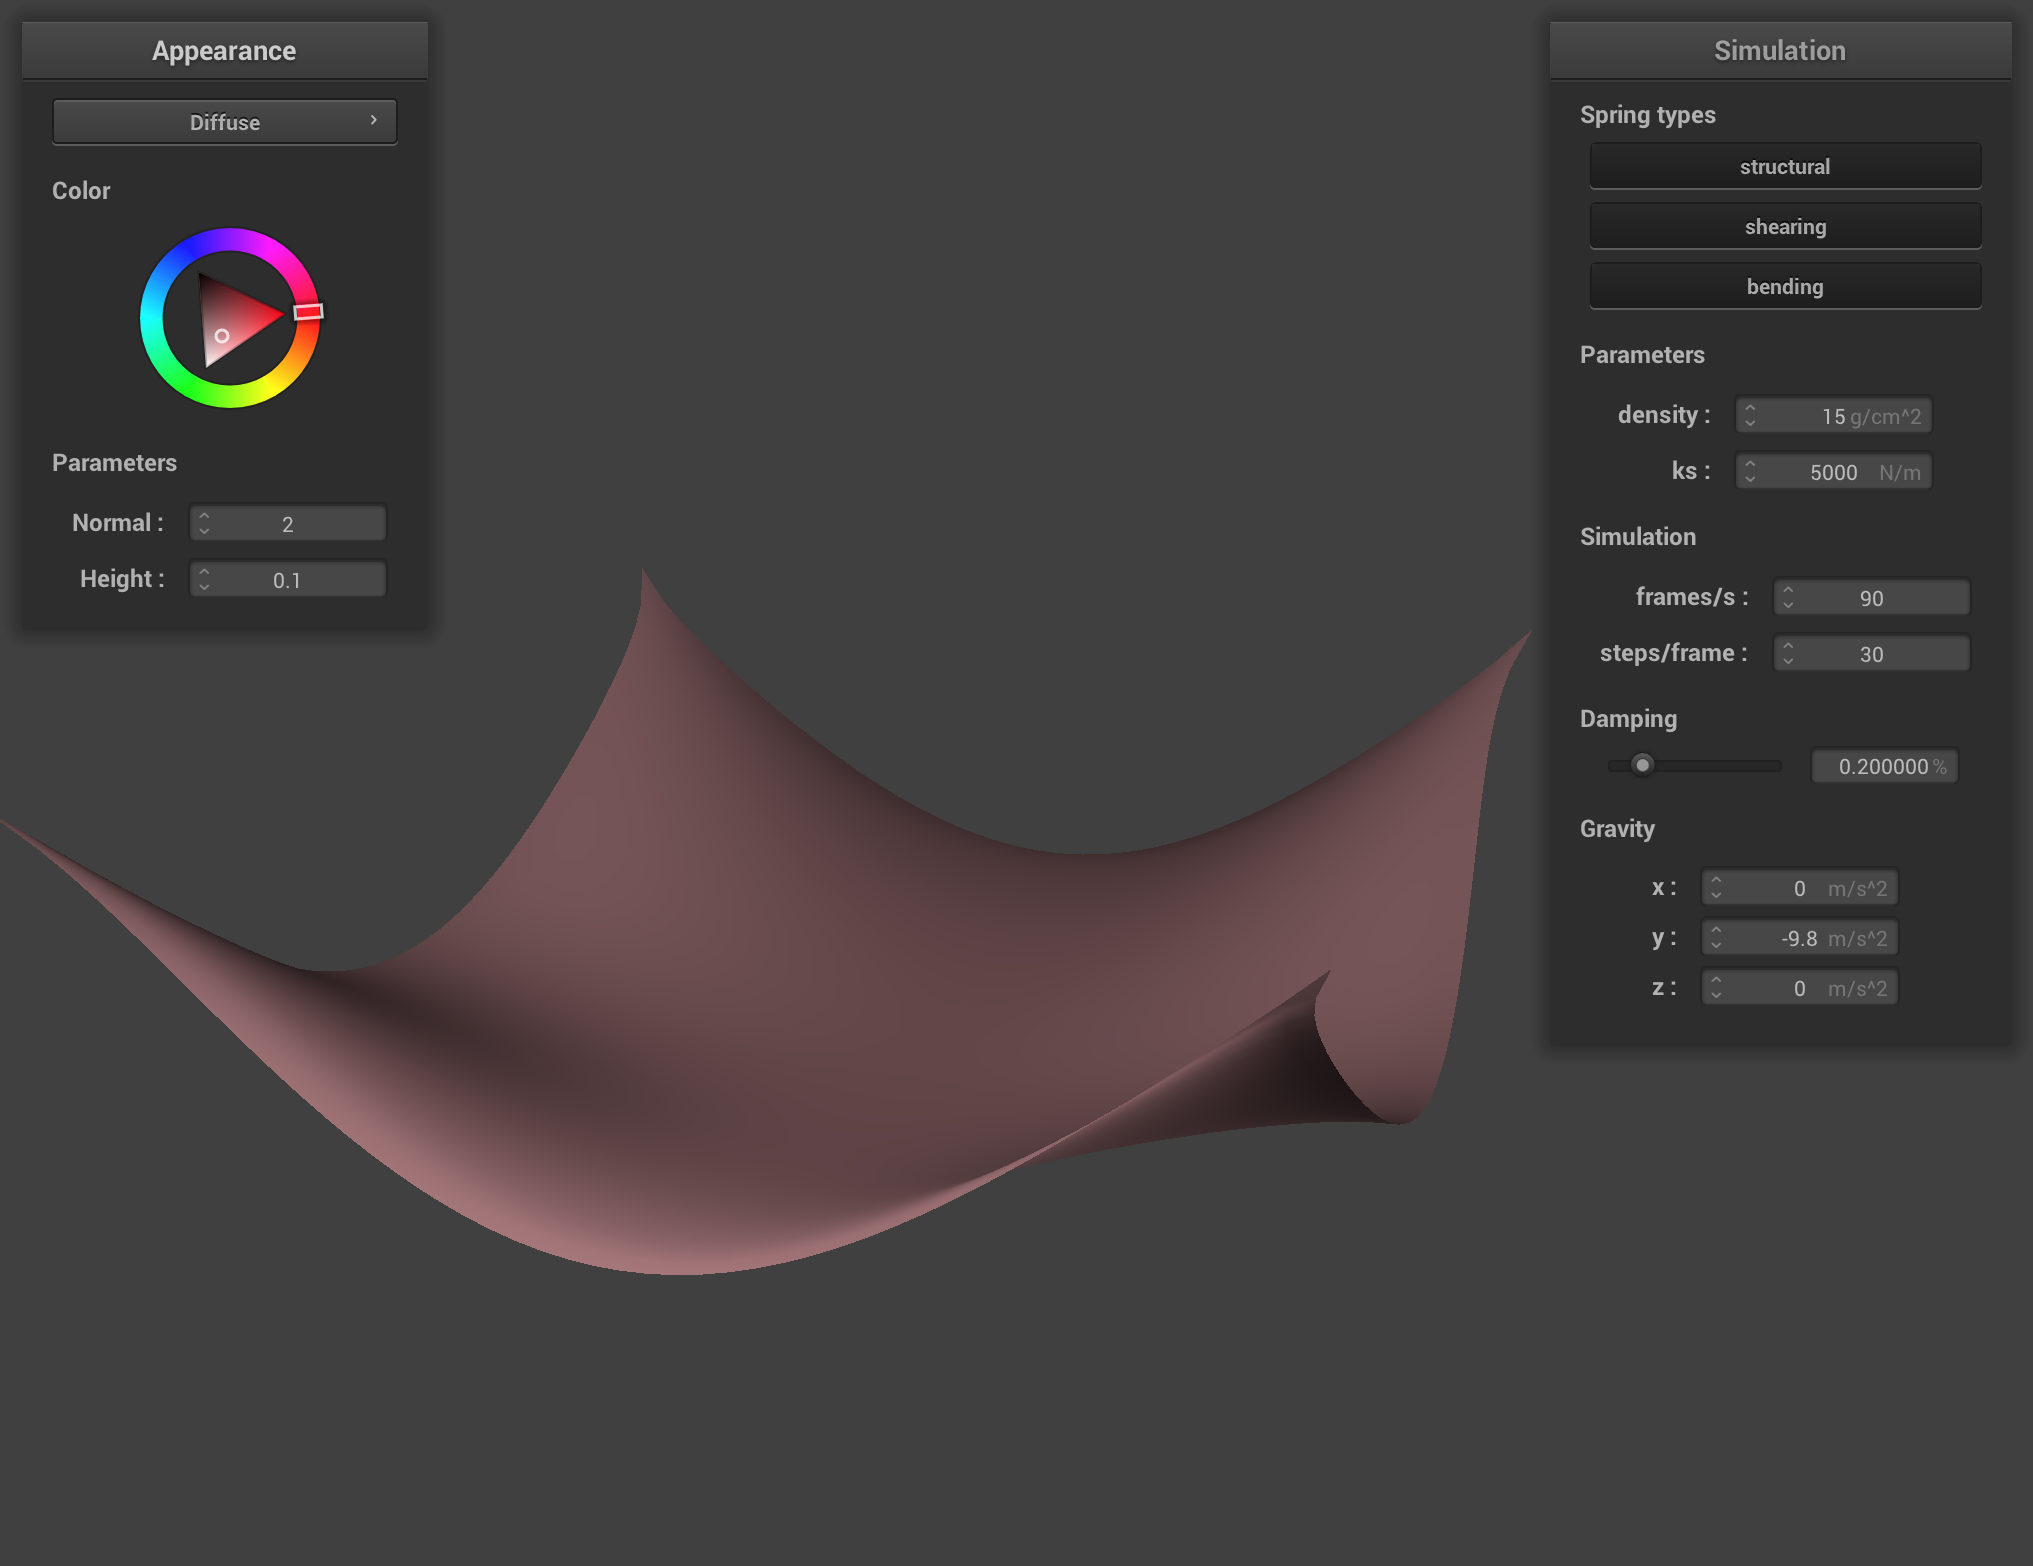 Appearance
Diffuse
Color
Parameters
Normal : 2
Height : 0.1
Simulation
Spring types
structural
shearing
bending
Parameters
density : 15 g/cm^2
ks : 5000 N/m
Simulation
frames/s : 90
steps/frame : 30
Damping
0.200000 %
Gravity
x : 0 m/s^2
y : -9.8 m/s^2
z : 0 m/s^2